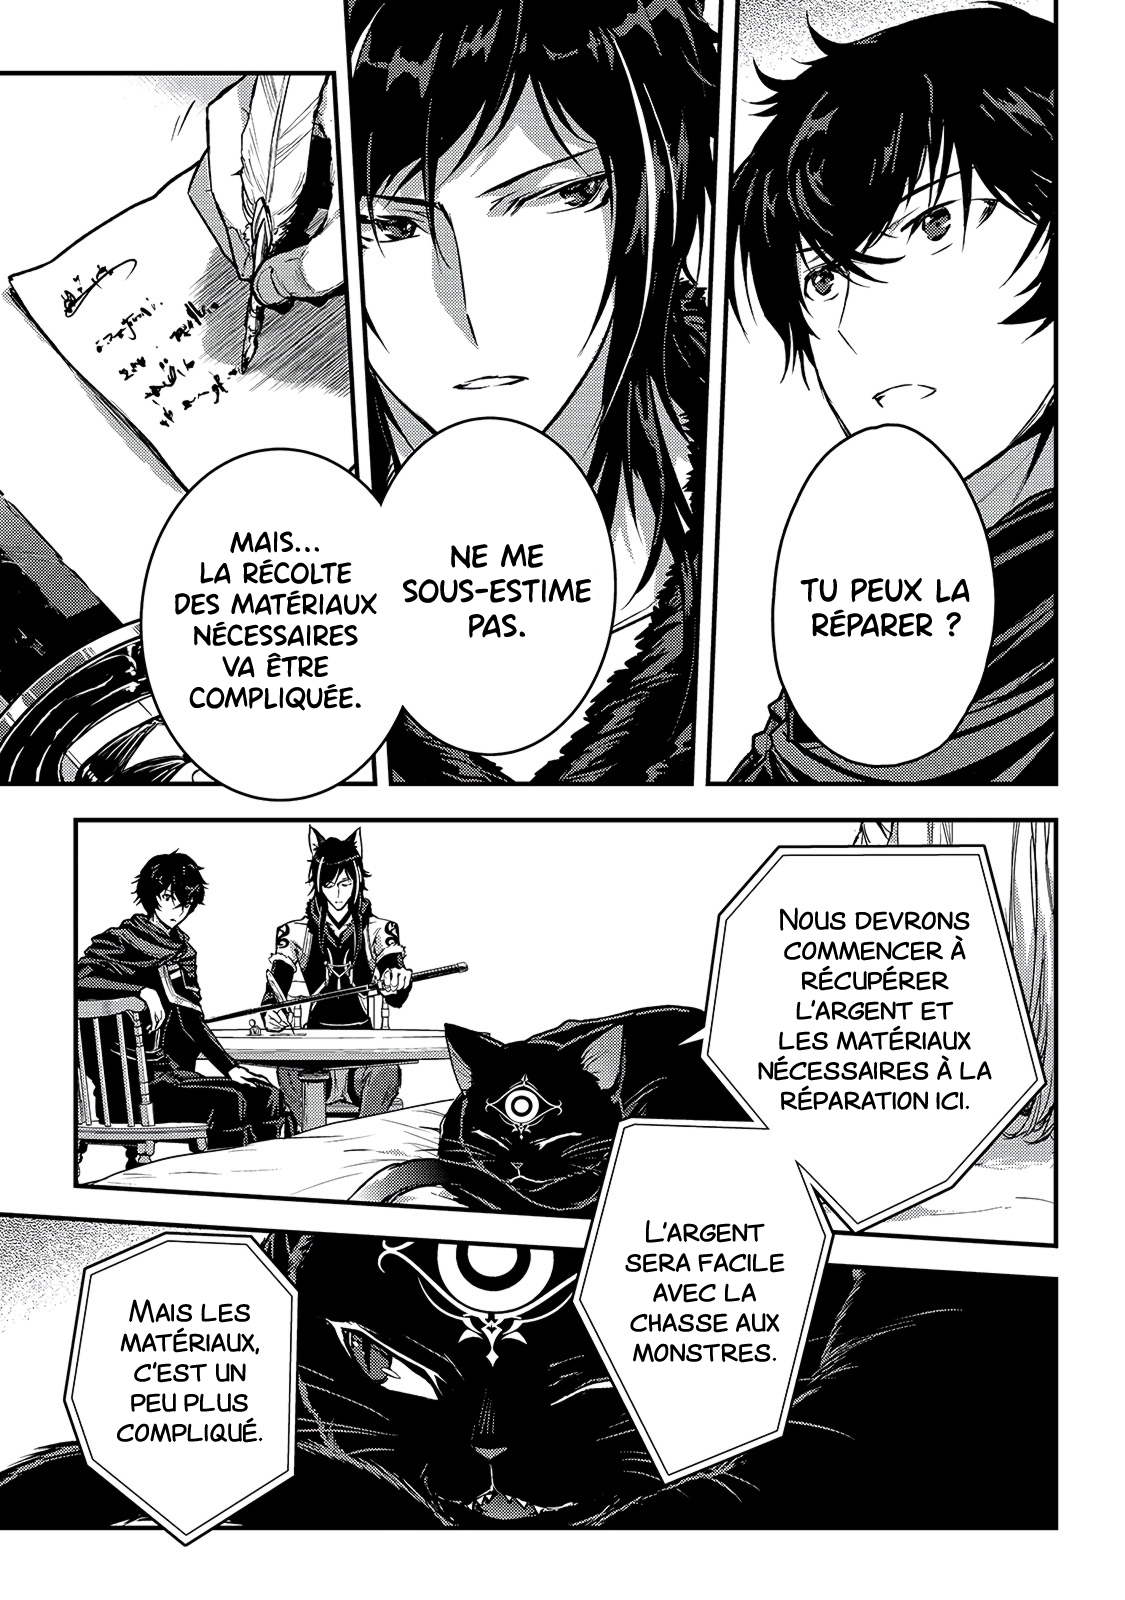 TU PEUX LA
RÉPARER ?
NE ME
SOUS-ESTIME
PAS.
MAIS...
LA RÉCOLTE
DES MATÉRIAUX
NÉCESSAIRES
VA ÊTRE
COMPLIQUÉE.
NOUS DEVRONS
COMMENCER À
RÉCUPÉRER
L'ARGENT ET
LES MATÉRIAUX
NÉCESSAIRES À LA
RÉPARATION ICI.
L'ARGENT
SERA FACILE
AVEC LA
CHASSE AUX
MONSTRES.
MAIS LES
MATÉRIAUX,
C'EST UN
PEU PLUS
COMPLIQUÉ.